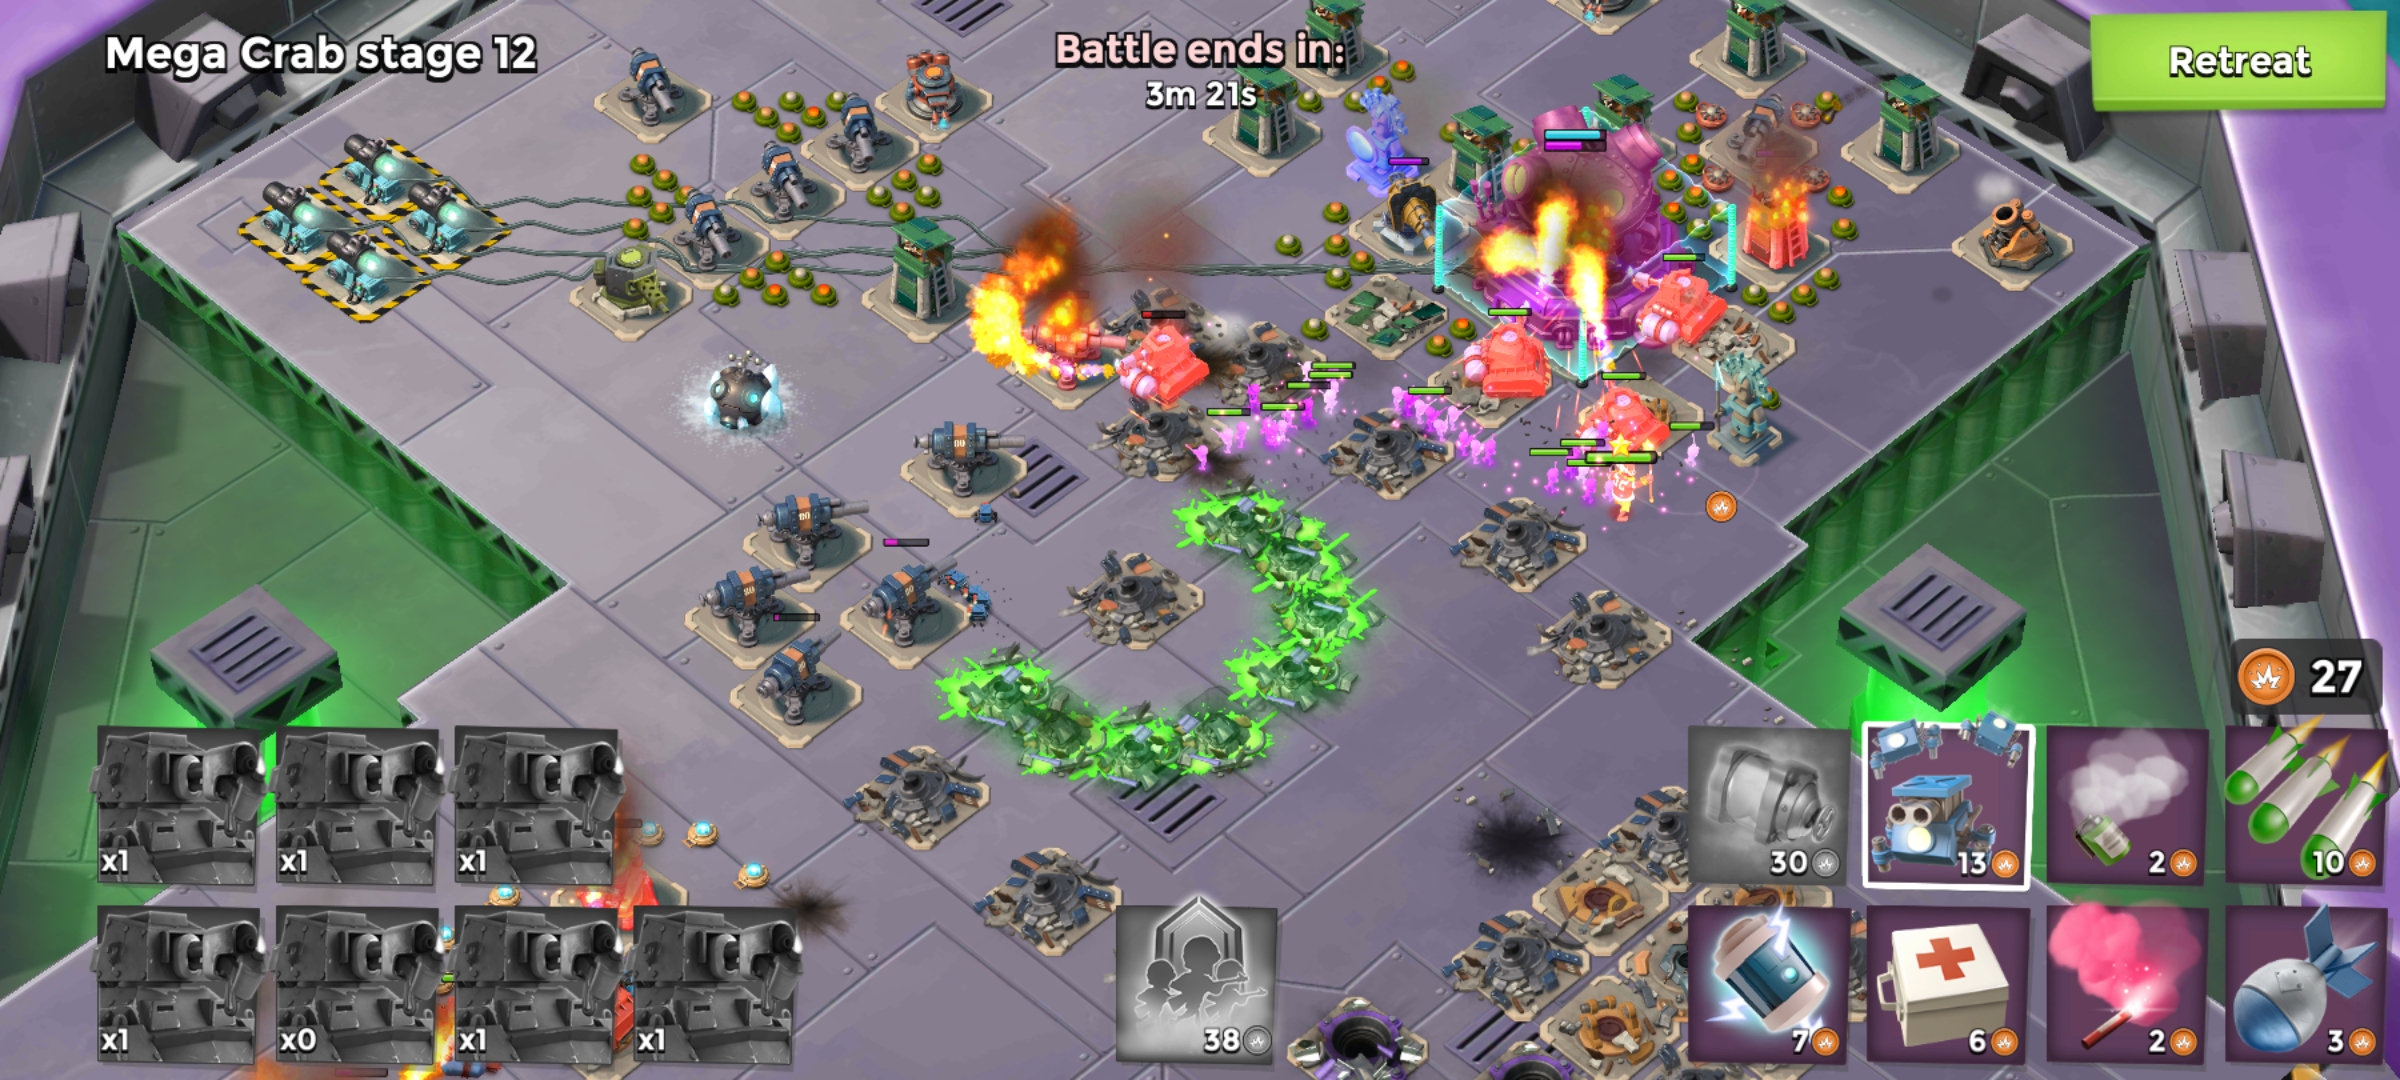 Mega Crab stage 12
Battle ends in:
3m 21s
Retreat
27
30
13
2
10
x1
x1
x1
x1
x0
x1
x1
38
7
6
2
3